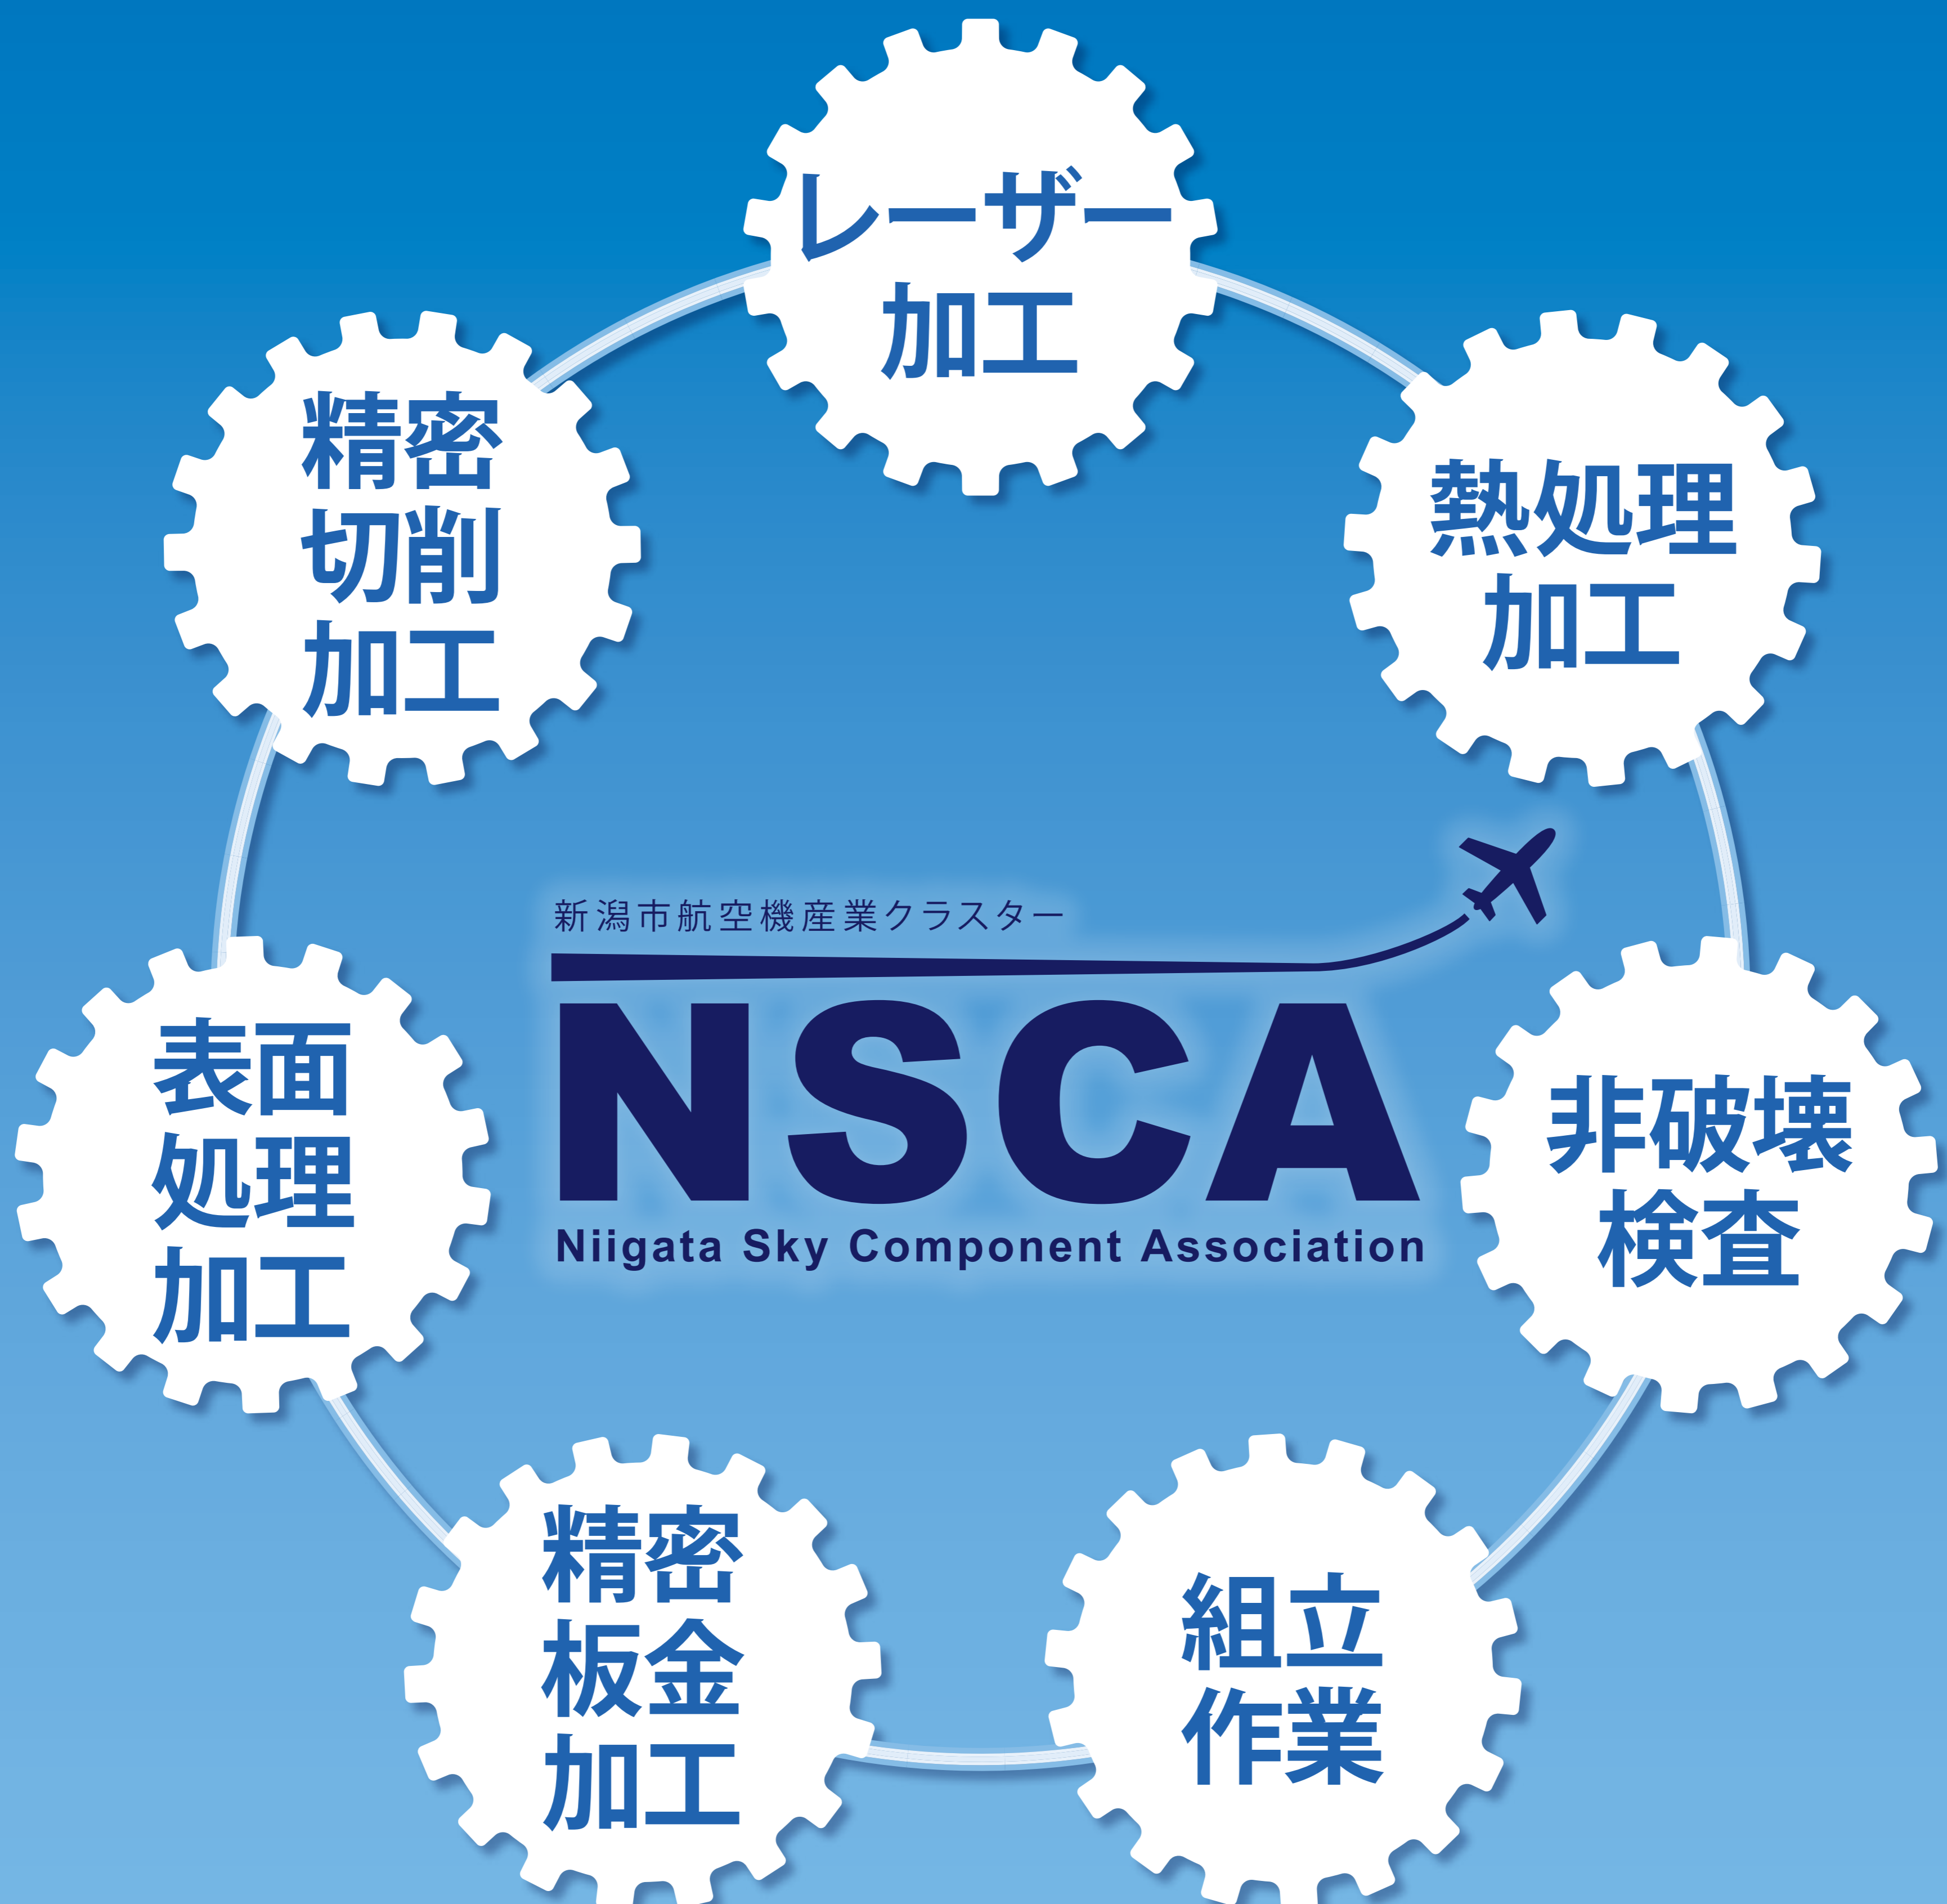 レーザー
加工
精密
切削
加工
熱処理
加工
新潟市航空機産業クラスター
NSCA
Niigata Sky Component Association
表面
処理
加工
非破壊
検査
精密
板金
加工
組立
作業